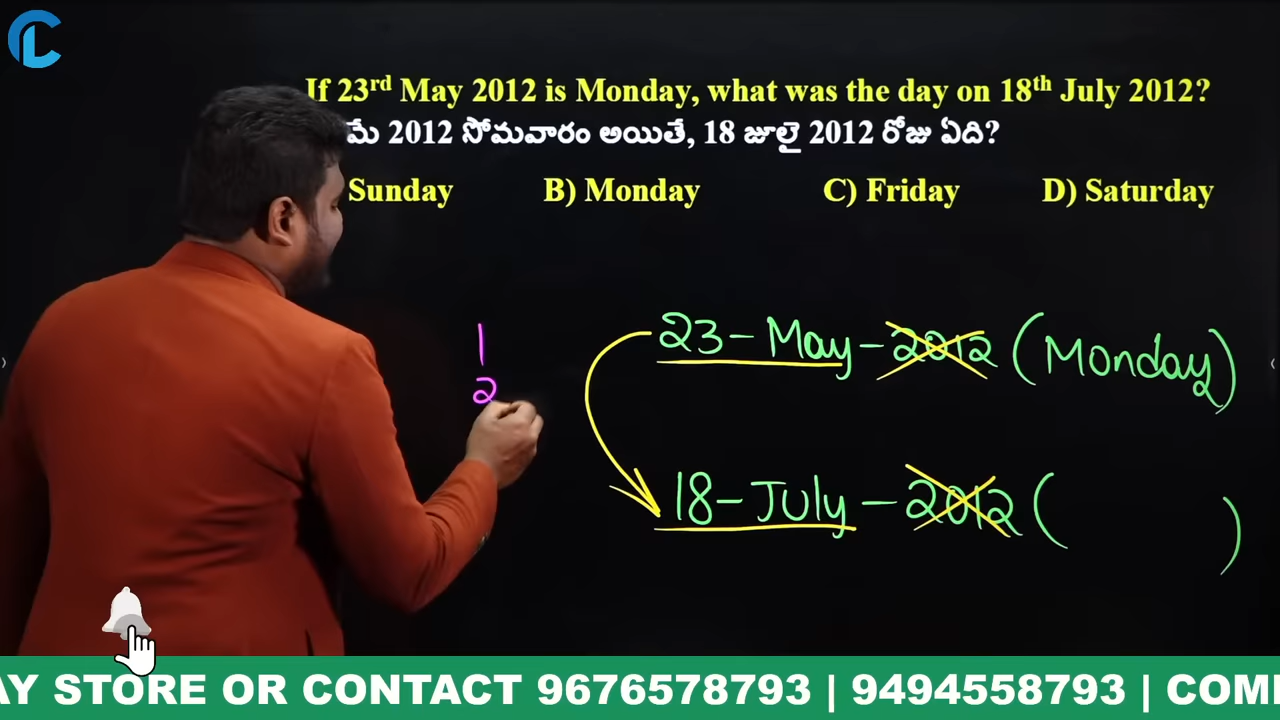 If 23rd May 2012 is Monday, what was the day on 18th July 2012?
మే 2012 సోమవారం అయితే, 18 జూలై 2012 రోజు ఏది?
Sunday B) Monday C) Friday D) Saturday
1
2
23-May-2012 (Monday)
18-July-2012 ( )
AY STORE OR CONTACT 9676578793 | 9494558793 | COM